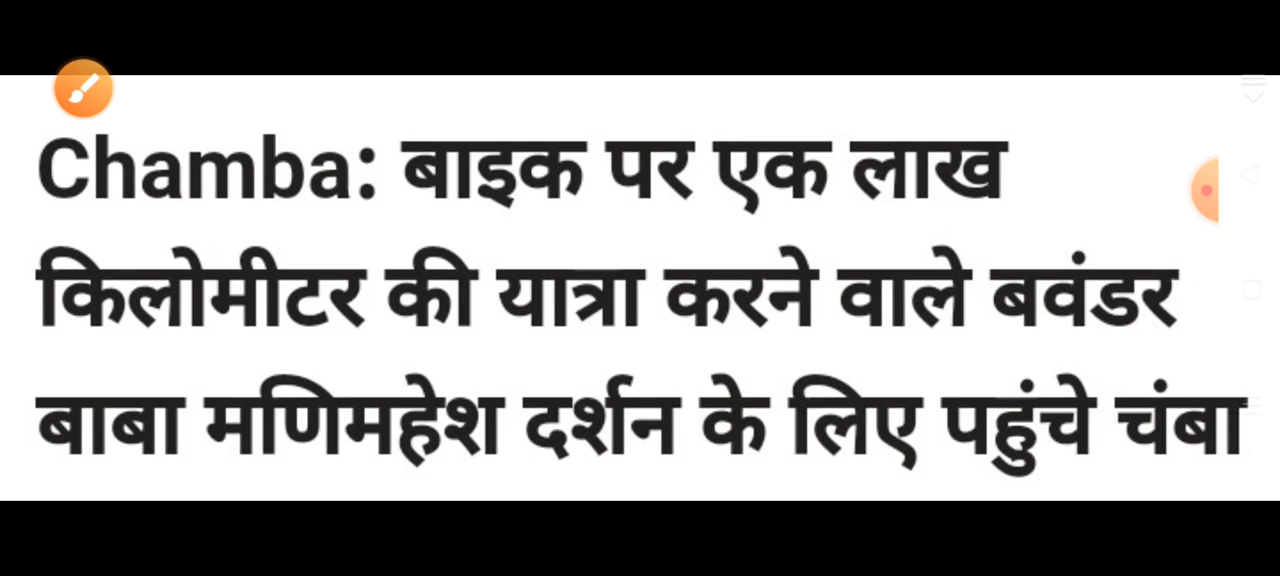 Chamba: बाइक पर एक लाख
किलोमीटर की यात्रा करने वाले बवंडर
बाबा मणिमहेश दर्शन के लिए पहुंचे चंबा